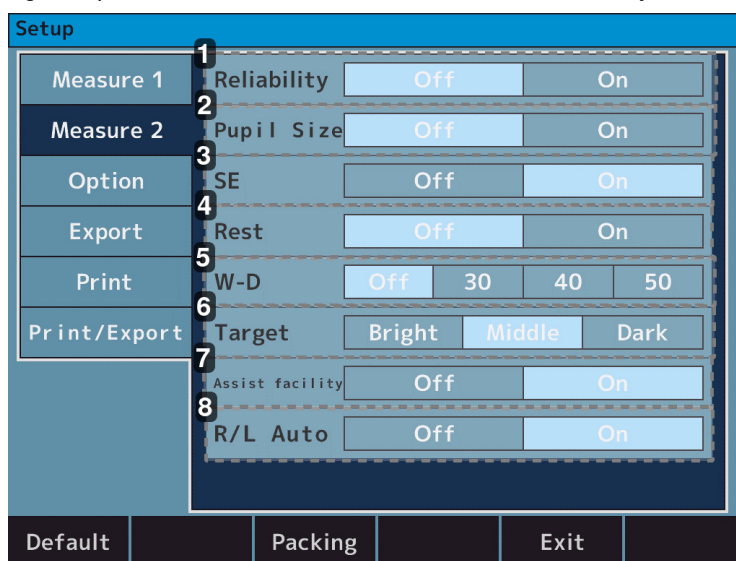 Setup
Measure 1
Measure 2
Option
Export
Print
Print/Export
1 Reliability Off On
2 Pupil Size Off On
3 SE Off On
4 Rest Off On
5 W-D Off 30 40 50
6 Target Bright Middle Dark
7 Assist facility Off On
8 R/L Auto Off On
Default Packing Exit